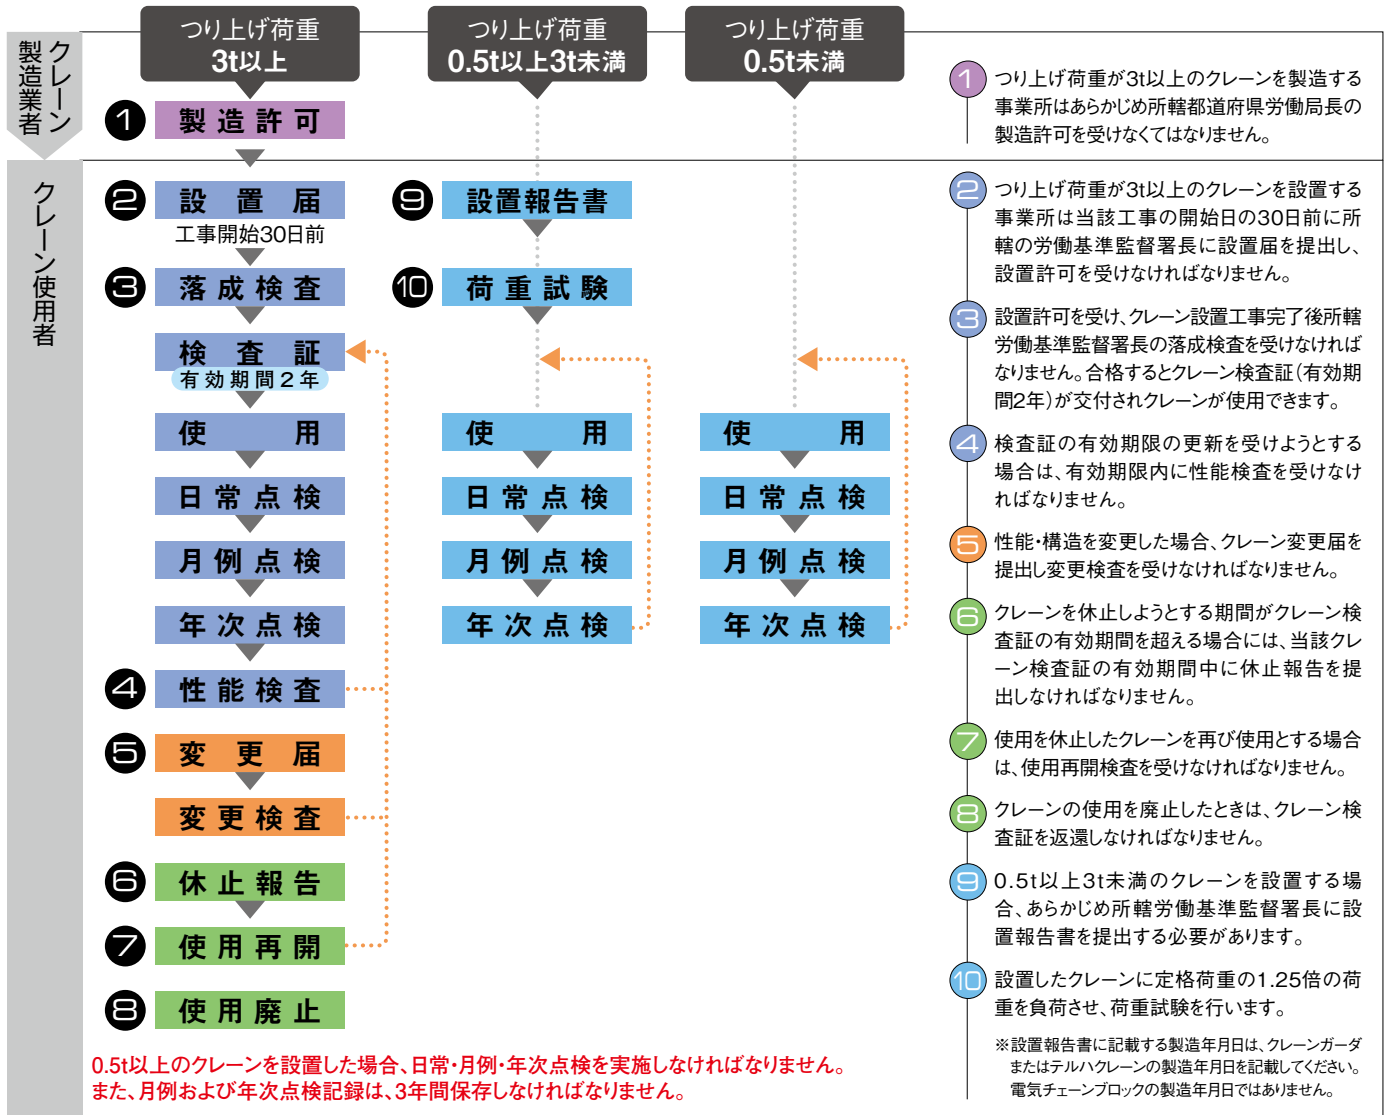 クレーン製造業者
つり上げ荷重
3t以上
つり上げ荷重
0.5t以上3t未満
つり上げ荷重
0.5t未満
1 製造許可
クレーン使用者
2 設置届
工事開始30日前
3 落成検査
検査証
有効期間2年
使用
日常点検
月例点検
年次点検
4 性能検査
5 変更届
変更検査
6 休止報告
7 使用再開
8 使用廃止
9 設置報告書
10 荷重試験
使用
日常点検
月例点検
年次点検
使用
日常点検
月例点検
年次点検
0.5t以上のクレーンを設置した場合、日常・月例・年次点検を実施しなければなりません。
また、月例および年次点検記録は、3年間保存しなければなりません。
1 つり上げ荷重が3t以上のクレーンを製造する
事業所はあらかじめ所轄都道府県労働局長の
製造許可を受けなくてはなりません。
2 つり上げ荷重が3t以上のクレーンを設置する
事業所は当該工事の開始日の30日前に所
轄の労働基準監督署長に設置届を提出し、
設置許可を受けなければなりません。
3 設置許可を受け、クレーン設置工事完了後所轄
労働基準監督署長の落成検査を受けなければ
なりません。合格するとクレーン検査証(有効期
間2年)が交付されクレーンが使用できます。
4 検査証の有効期限の更新を受けようとする
場合は、有効期限内に性能検査を受けなけ
ればなりません。
5 性能・構造を変更した場合、クレーン変更届を
提出し変更検査を受けなければなりません。
6 クレーンを休止しようとする期間がクレーン検
査証の有効期間を超える場合には、当該クレ
ーン検査証の有効期間中に休止報告を提
出しなければなりません。
7 使用を休止したクレーンを再び使用とする場合
は、使用再開検査を受けなければなりません。
8 クレーンの使用を廃止したときは、クレーン検
査証を返還しなければなりません。
9 0.5t以上3t未満のクレーンを設置する場
合、あらかじめ所轄労働基準監督署長に設
置報告書を提出する必要があります。
10 設置したクレーンに定格荷重の1.25倍の荷
重を負荷させ、荷重試験を行います。
※設置報告書に記載する製造年月日は、クレーンガーダ
またはテルハクレーンの製造年月日を記載してください。
電気チェーンブロックの製造年月日ではありません。